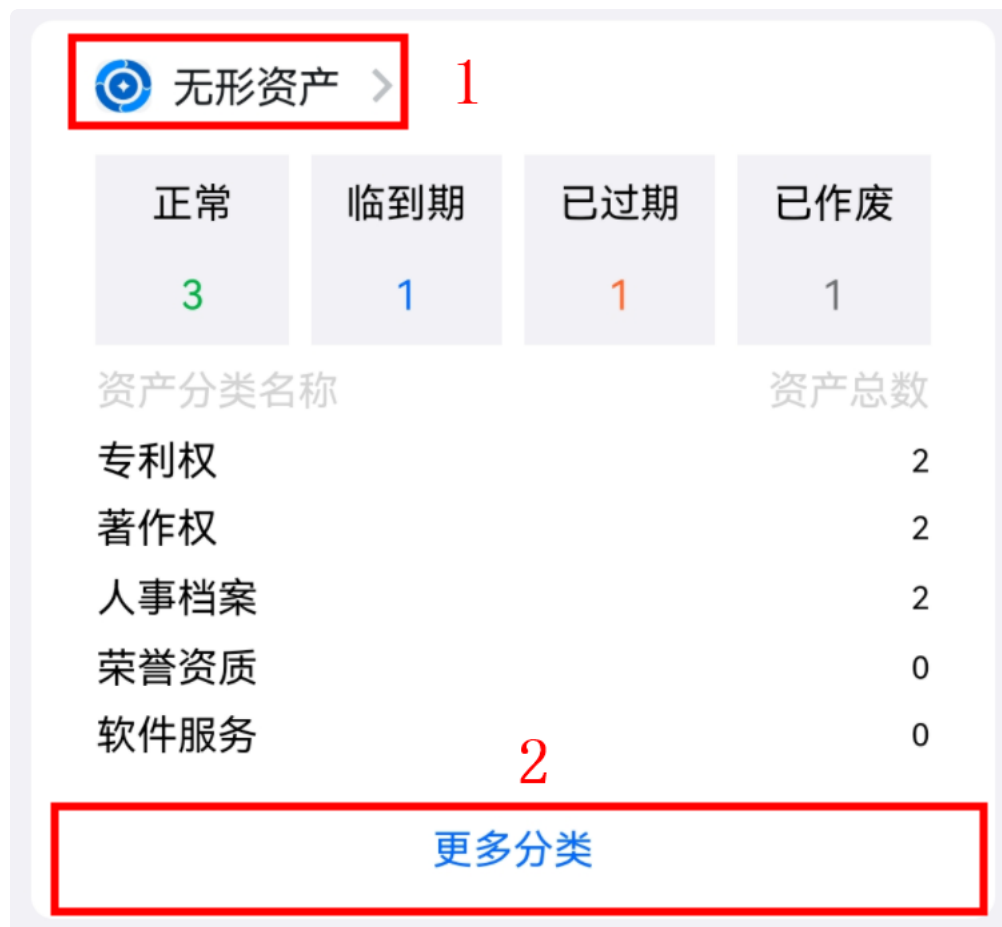 无形资产 1
正常 临到期 已过期 已作废
3 1 1 1
资产分类名称 资产总数
专利权 2
著作权 2
人事档案 2
荣誉资质 0
软件服务 0
2
更多分类